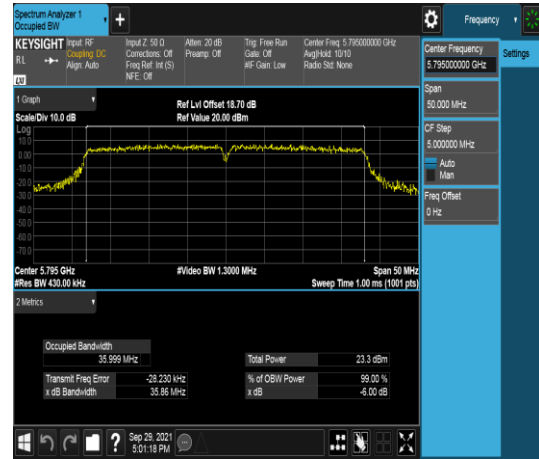 Spectrum Analyzer 1
Occupied BW
+
Frequency
KEYSIGHT
RL
LXI
Input: RF
Coupling: DC
Align: Auto
Input Z: 50 Ω
Corrections: Off
Freq Ref: Int (S)
NFE: Off
Atten: 20 dB
Preamp: Off
Trig: Free Run
Gate: Off
#IF Gain: Low
Center Freq: 5.795000000 GHz
Avg|Hold: 10/10
Radio Std: None
1 Graph
Scale/Div 10.0 dB
Ref Lvl Offset 18.70 dB
Ref Value 20.00 dBm
Log
10.0
0.00
-10.0
-20.0
-30.0
-40.0
-50.0
-60.0
-70.0
Center 5.795 GHz
#Res BW 430.00 kHz
#Video BW 1.3000 MHz
Span 50 MHz
Sweep Time 1.00 ms (1001 pts)
2 Metrics
Occupied Bandwidth
35.999 MHz
Total Power 23.3 dBm
Transmit Freq Error -28.230 kHz
% of OBW Power 99.00 %
x dB Bandwidth 35.86 MHz
x dB -6.00 dB
?
Sep 29, 2021
5:01:18 PM
Center Frequency
5.795000000 GHz
Settings
Span
50.000 MHz
CF Step
5.000000 MHz
Auto
Man
Freq Offset
0 Hz